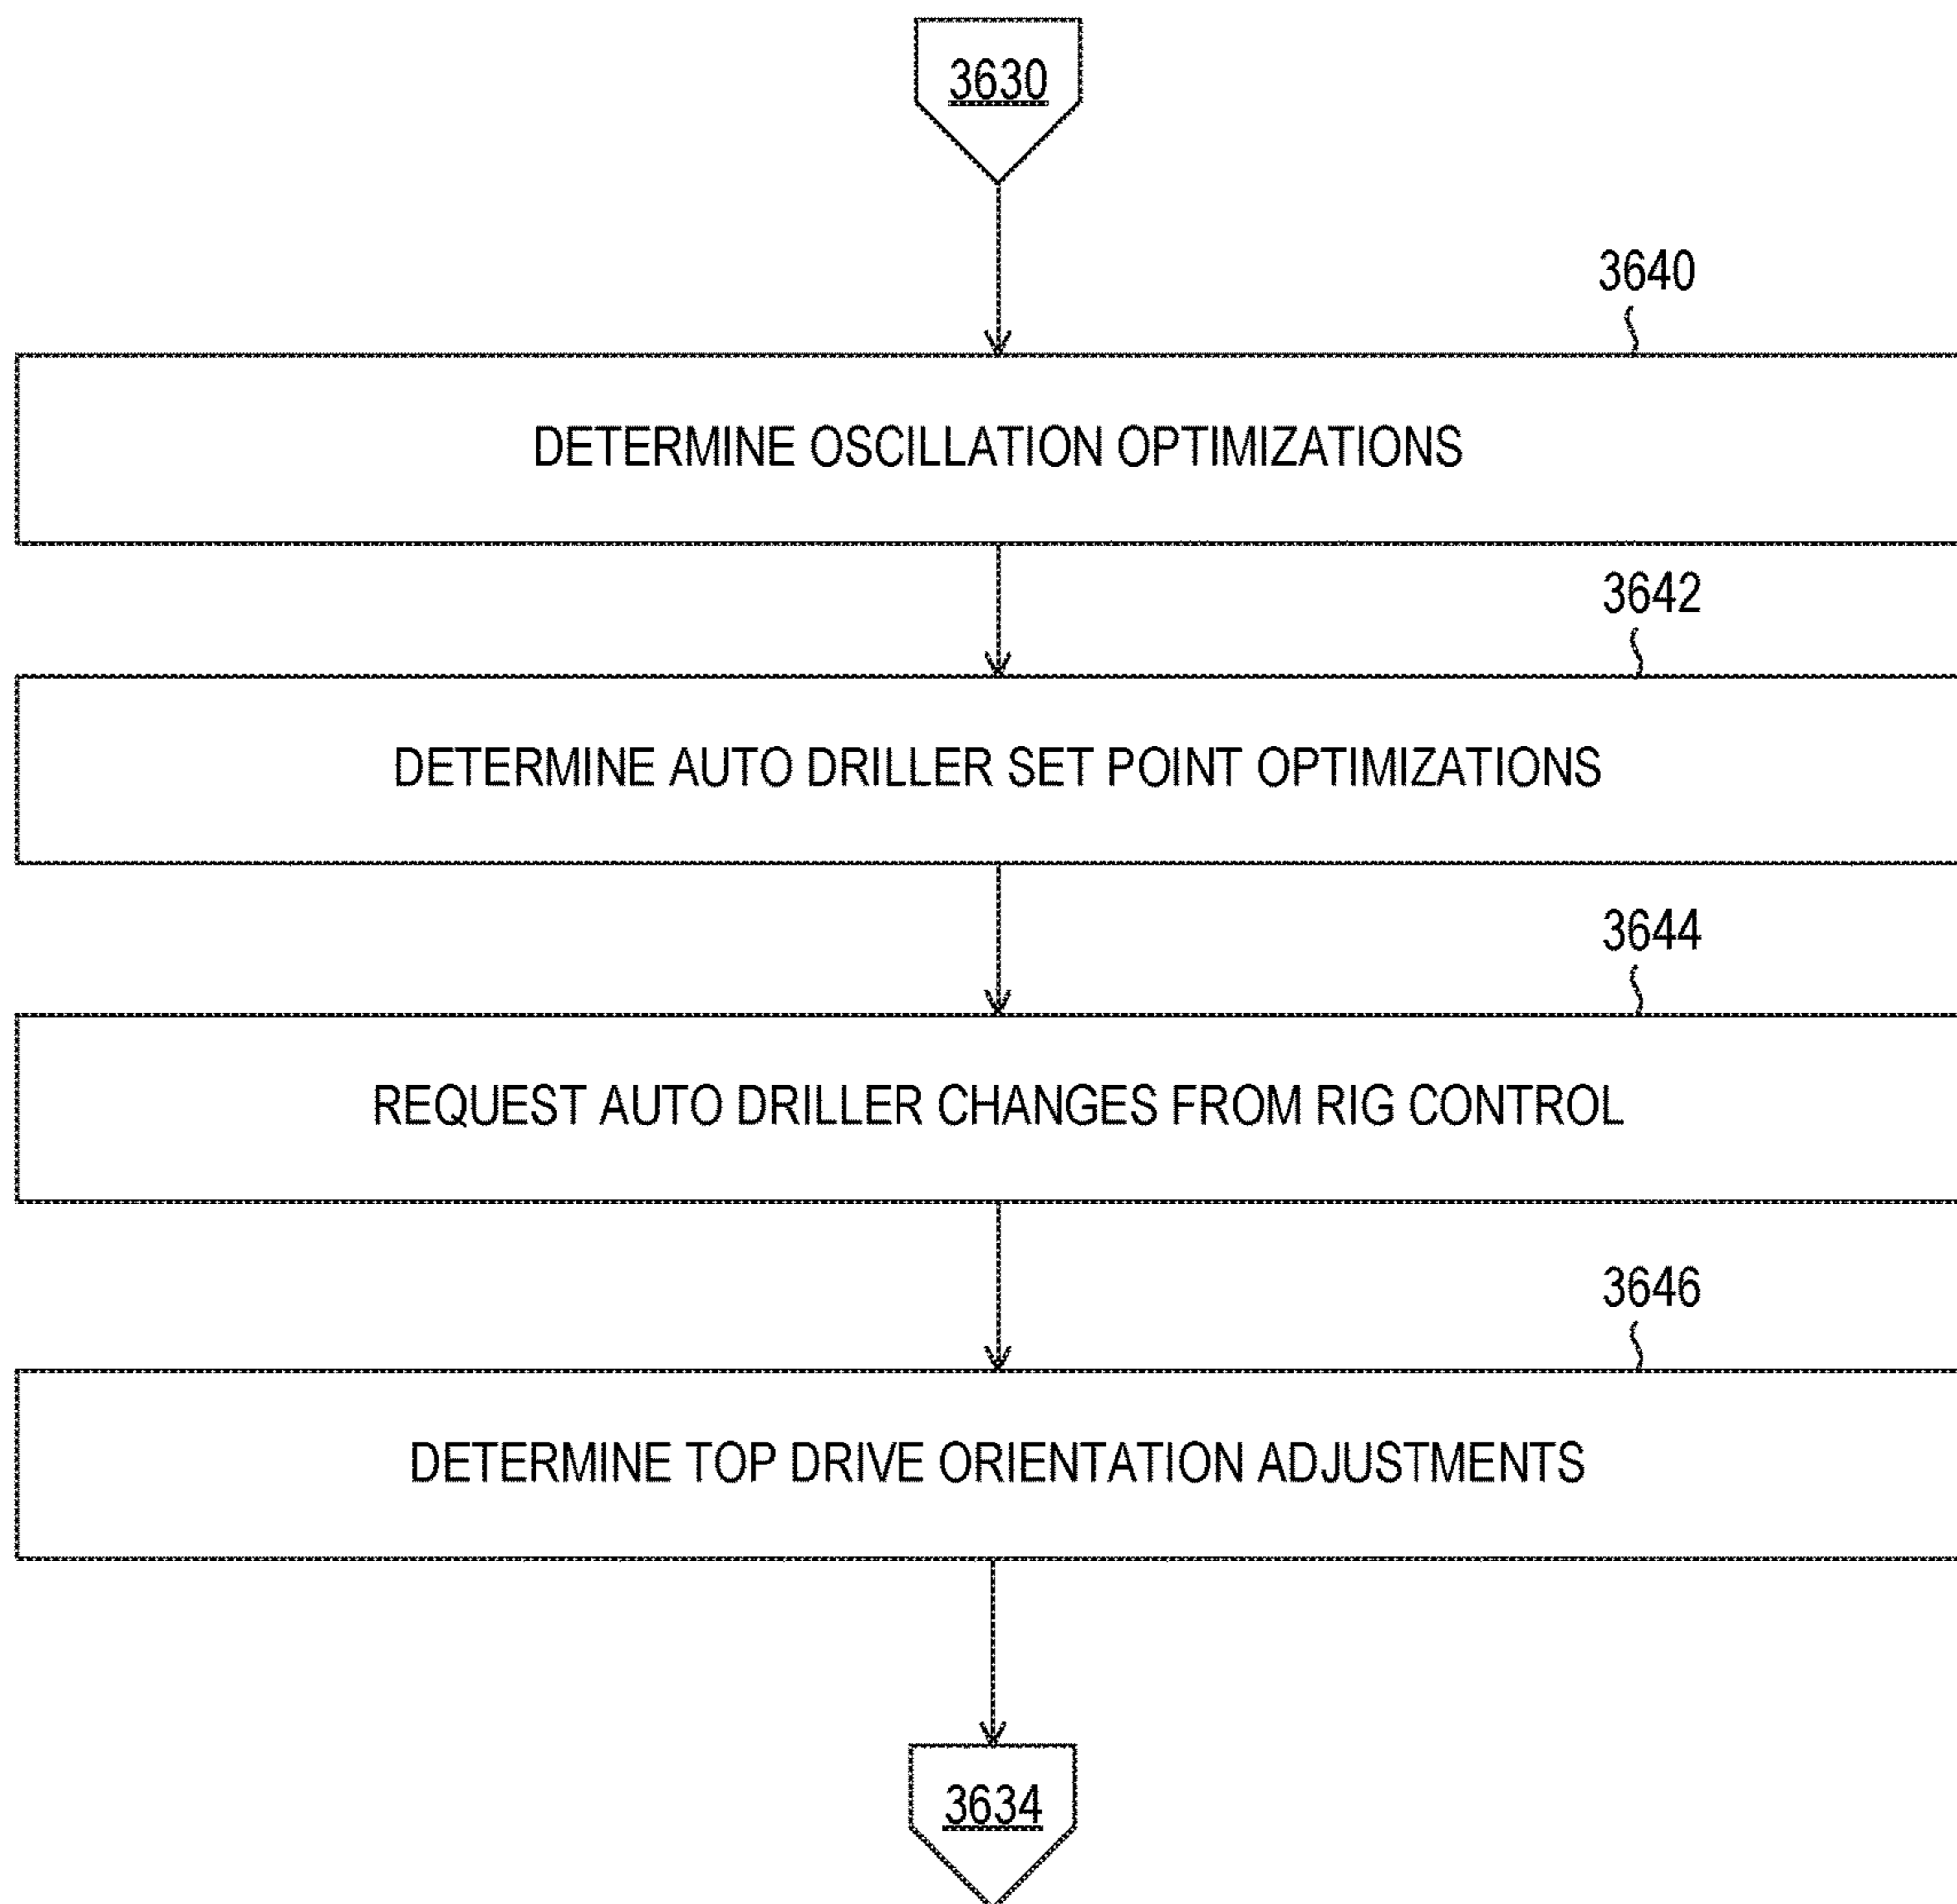 3630
3640
DETERMINE OSCILLATION OPTIMIZATIONS
3642
DETERMINE AUTO DRILLER SET POINT OPTIMIZATIONS
3644
REQUEST AUTO DRILLER CHANGES FROM RIG CONTROL
3646
DETERMINE TOP DRIVE ORIENTATION ADJUSTMENTS
3634